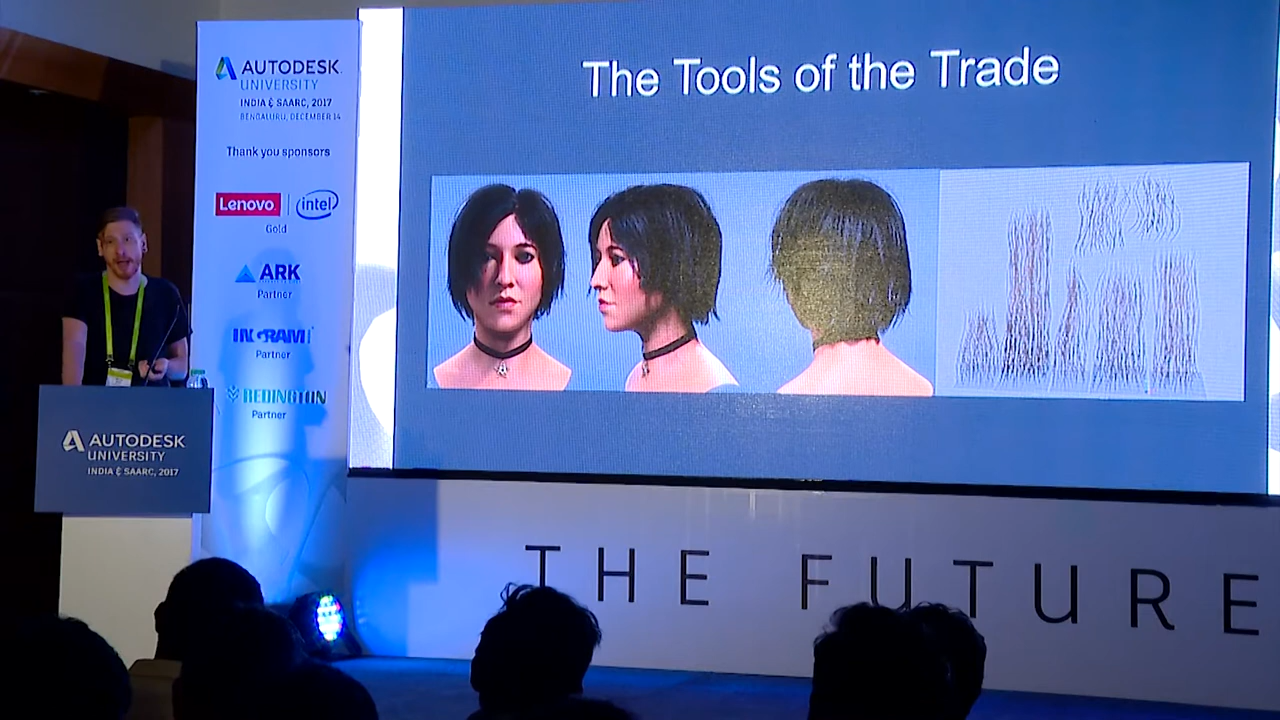 AUTODESK
UNIVERSITY
INDIA & SAARC, 2017
BENGALURU, DECEMBER 14
Thank you sponsors
Lenovo intel
Gold
ARK
Partner
INGRAM
Partner
REDINGTON
Partner
The Tools of the Trade
AUTODESK
UNIVERSITY
INDIA & SAARC, 2017
THE FUTURE